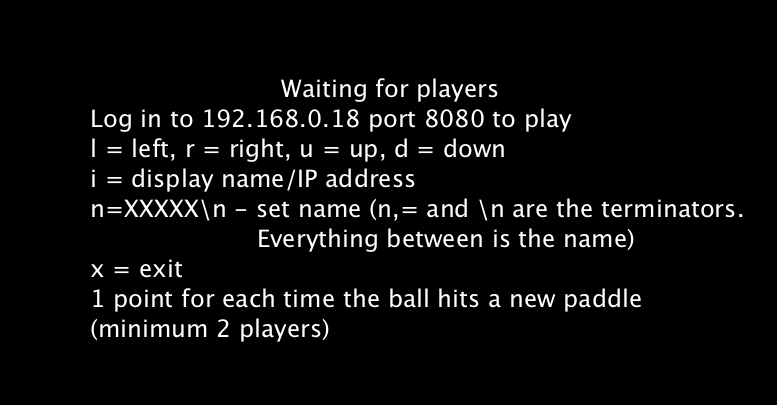 Waiting for players
Log in to 192.168.0.18 port 8080 to play
l = left, r = right, u = up, d = down
i = display name/IP address
n=XXXXX\n - set name (n,= and \n are the terminators.
Everything between is the name)
x = exit
1 point for each time the ball hits a new paddle
(minimum 2 players)